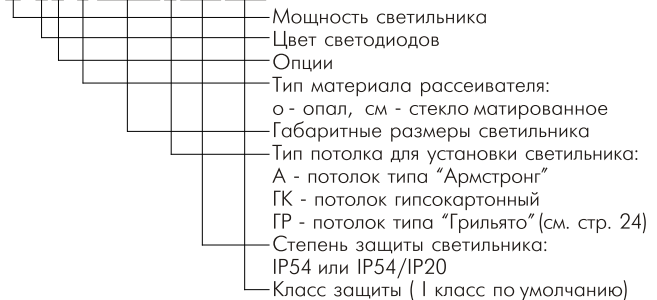 Мощность светильника
Цвет светодиодов
Опции
Тип материала рассеивателя:
о - опал, см - стекло матированное
Габаритные размеры светильника
Тип потолка для установки светильника:
А - потолок типа “Армстронг”
ГК - потолок гипсокартонный
ГР - потолок типа “Грильято” (см. стр. 24)
Степень защиты светильника:
IP54 или IP54/IP20
Класс защиты ( I класс по умолчанию)